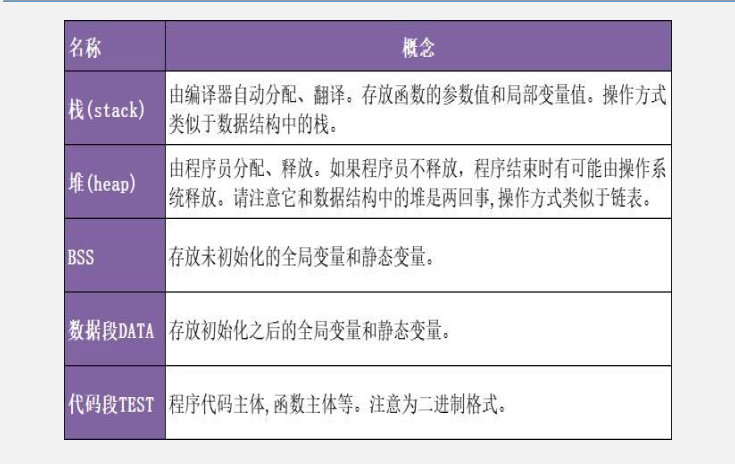 名称
概念
栈(stack)
由编译器自动分配、翻译。存放函数的参数值和局部变量值。操作方式
类似于数据结构中的栈。
堆(heap)
由程序员分配、释放。如果程序员不释放，程序结束时有可能由操作系
统释放。请注意它和数据结构中的堆是两回事,操作方式类似于链表。
BSS
存放未初始化的全局变量和静态变量。
数据段DATA
存放初始化之后的全局变量和静态变量。
代码段TEST
程序代码主体,函数主体等。注意为二进制格式。